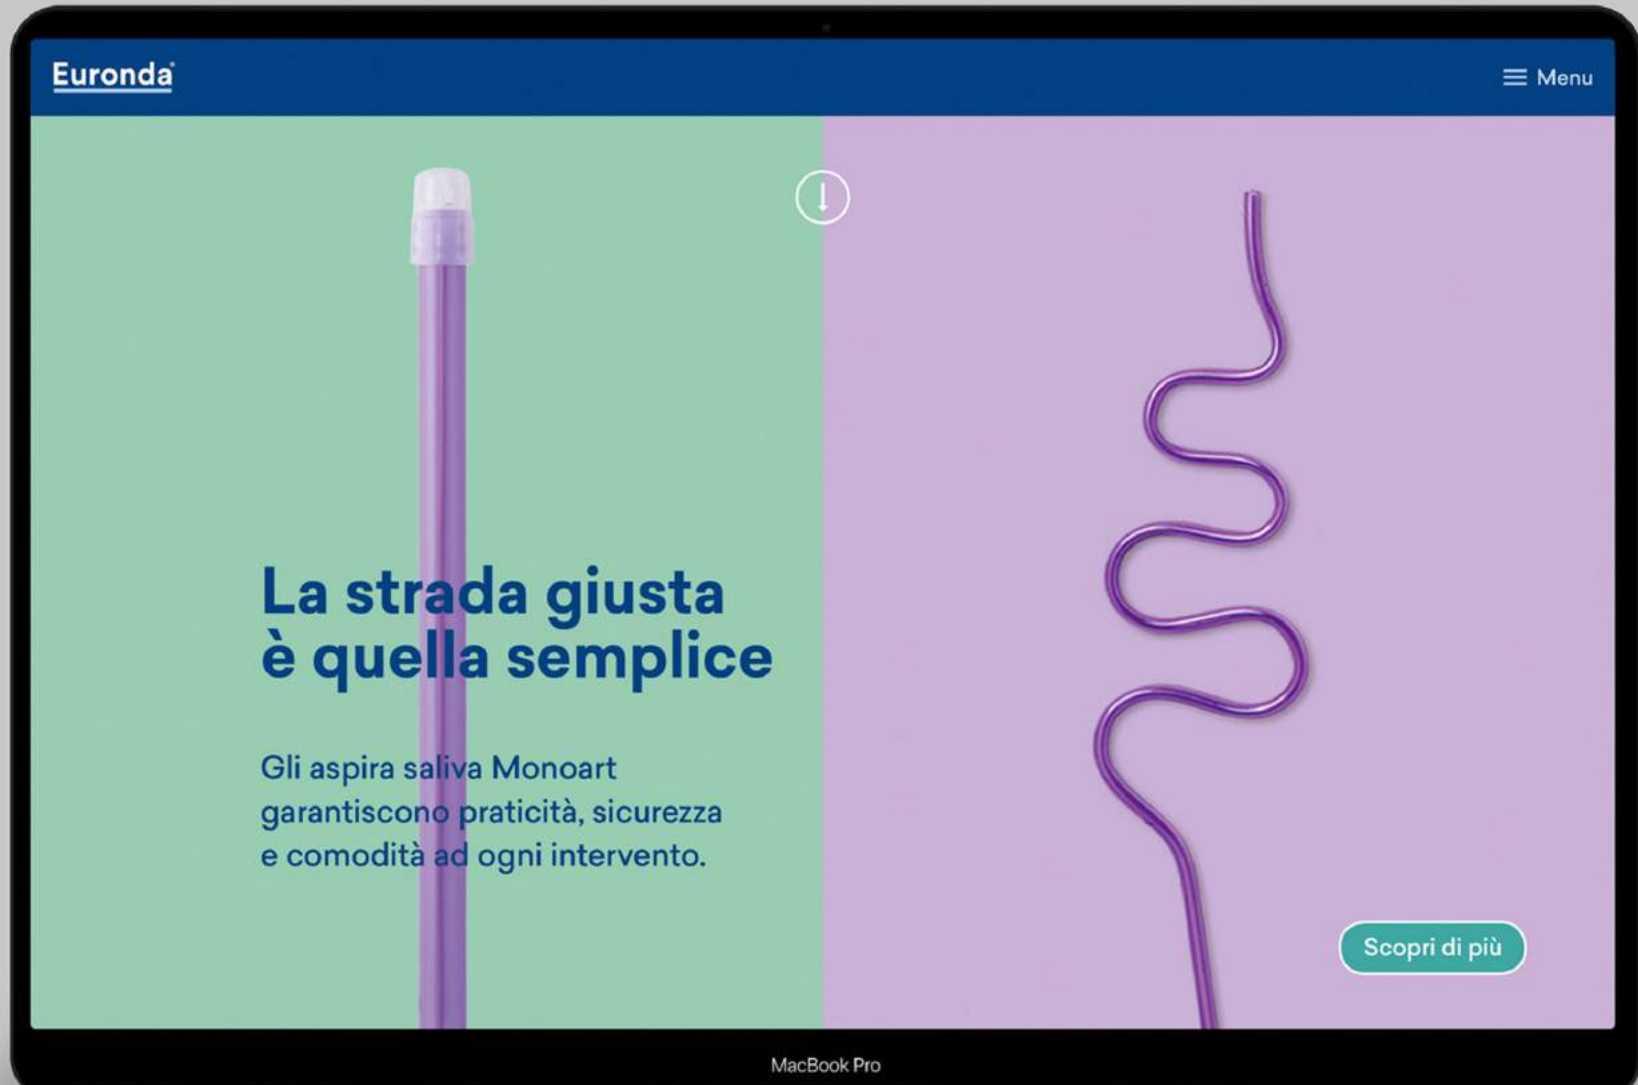 Euronda
Menu
La strada giusta
è quella semplice
Gli aspira saliva Monoart
garantiscono praticità, sicurezza
e comodità ad ogni intervento.
Scopri di più
MacBook Pro